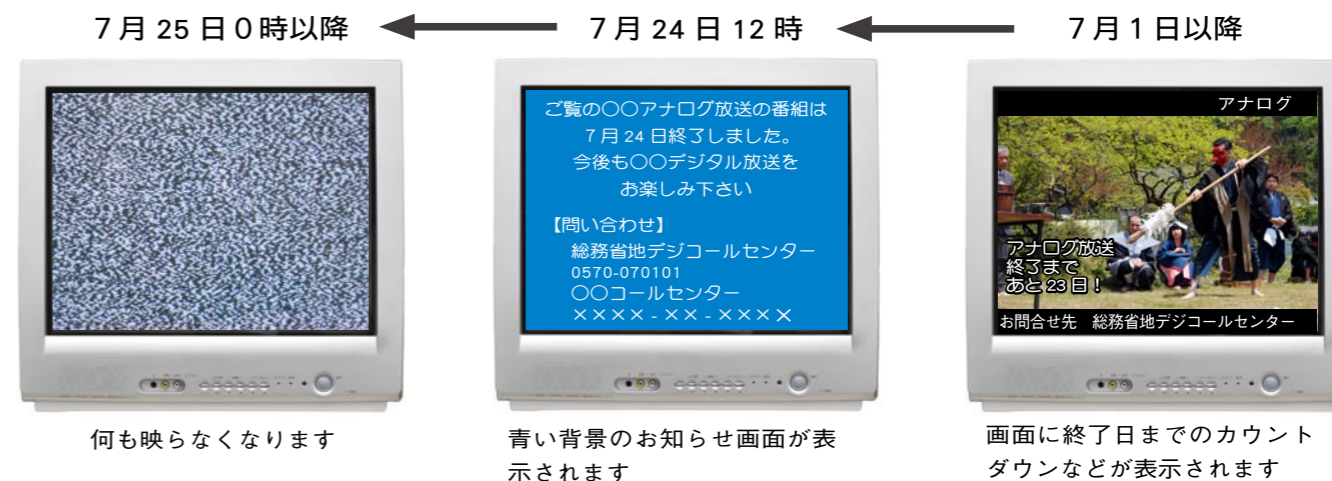 7月25日0時以降
7月24日12時
7月1日以降
ご覧の〇〇アナログ放送の番組は
7月24日終了しました。
今後も〇〇デジタル放送を
お楽しみ下さい
【問い合わせ】
総務省地デジコールセンター
0570-070101
〇〇コールセンター
××××-××-××××
アナログ
アナログ放送
終了まで
あと23日!
お問合せ先 総務省地デジコールセンター
何も映らなくなります
青い背景のお知らせ画面が表
示されます
画面に終了日までのカウント
ダウンなどが表示されます